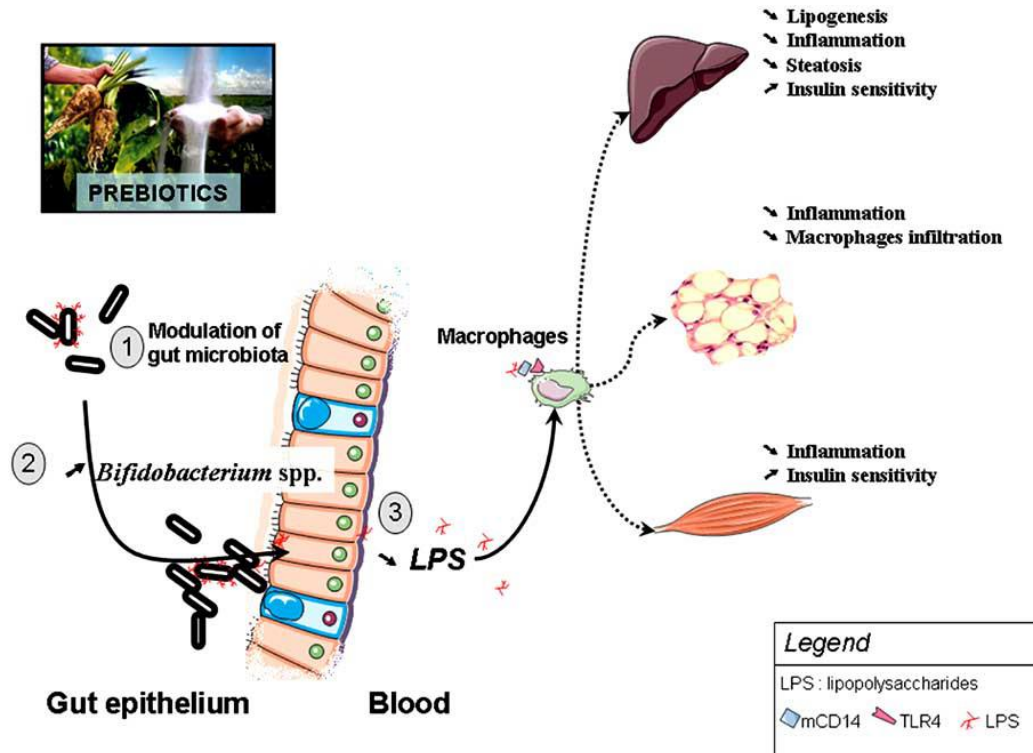 PREBIOTICS
1
Modulation of
gut microbiota
2
Bifidobacterium spp.
3
LPS
Macrophages
Lipogenesis
Inflammation
Steatosis
Insulin sensitivity
Inflammation
Macrophages infiltration
Inflammation
Insulin sensitivity
Gut epithelium
Blood
Legend
LPS : lipopolysaccharides
mCD14 TLR4 LPS